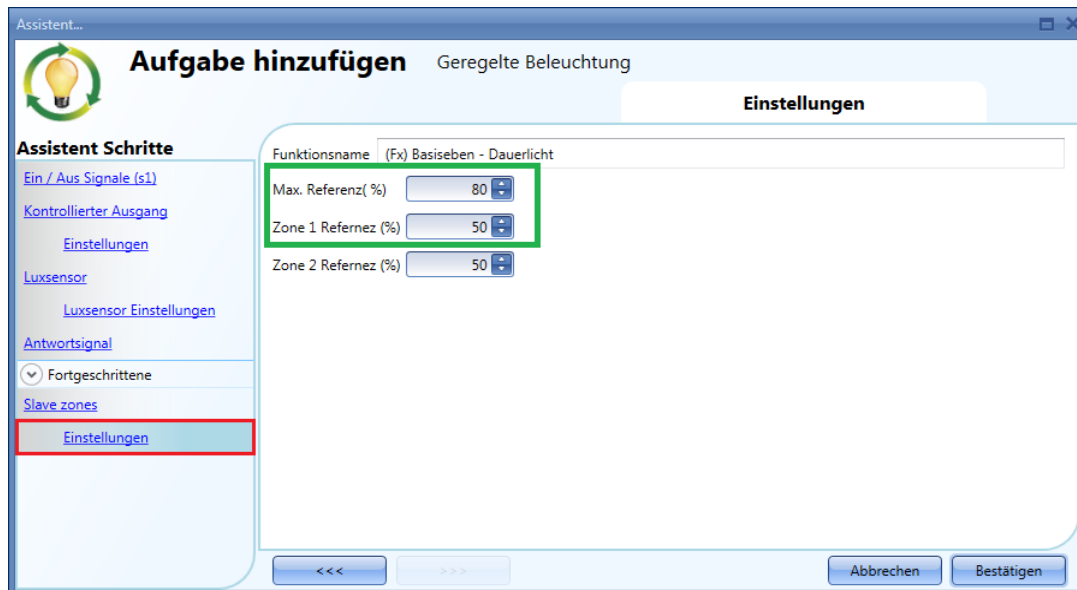 Assistent...
Aufgabe hinzufügen Geregelte Beleuchtung
Einstellungen
Assistent Schritte
Ein / Aus Signale (s1)
Kontrollierter Ausgang
Einstellungen
Luxsensor
Luxsensor Einstellungen
Antwortsignal
Fortgeschrittene
Slave zones
Einstellungen
Funktionsname (Fx) Basiseben - Dauerlicht
Max. Referenz( %) 80
Zone 1 Refernez (%) 50
Zone 2 Refernez (%) 50
<<< >>> Abbrechen Bestätigen